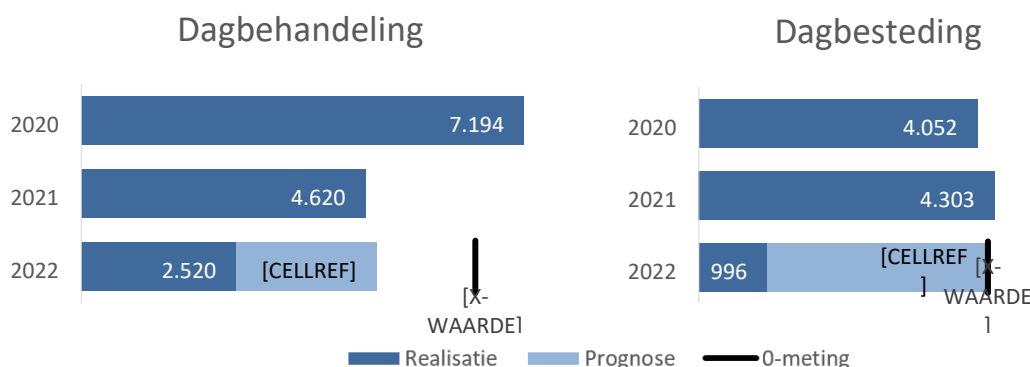 Dagbehandeling
2020
7.194
2021
4.620
2022
2.520
[CELLREF]
[X-
WAARDE]
Dagbesteding
2020
4.052
2021
4.303
2022
996
[CELLREF
]
[X-
WAARDE
]
Realisatie
Prognose
0-meting